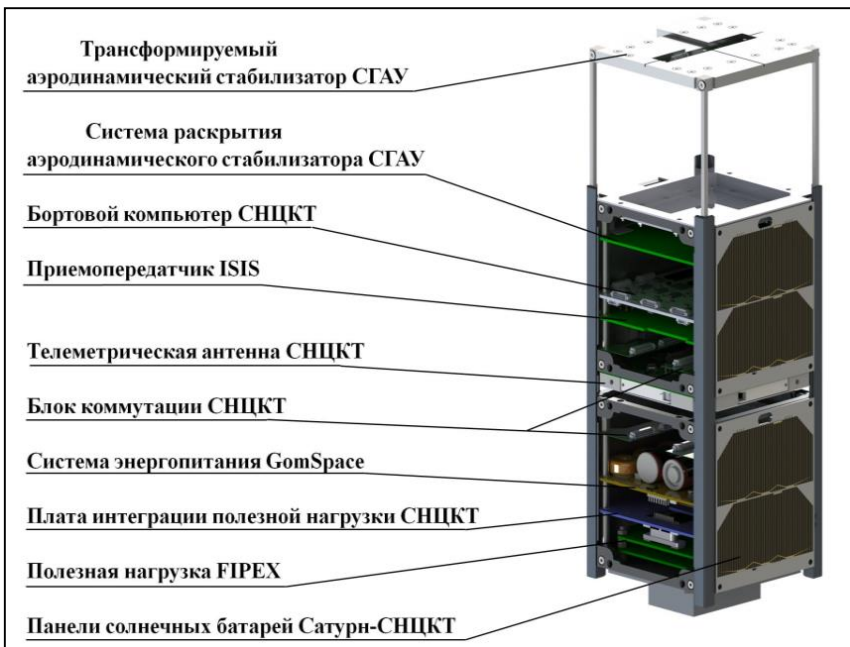 Трансформируемый
аэродинамический стабилизатор СГАУ
Система раскрытия
аэродинамического стабилизатора СГАУ
Бортовой компьютер СНЦКТ
Приемопередатчик ISIS
Телеметрическая антенна СНЦКТ
Блок коммутации СНЦКТ
Система энергопитания GomSpace
Плата интеграции полезной нагрузки СНЦКТ
Полезная нагрузка FIPEX
Панели солнечных батарей Сатурн-СНЦКТ